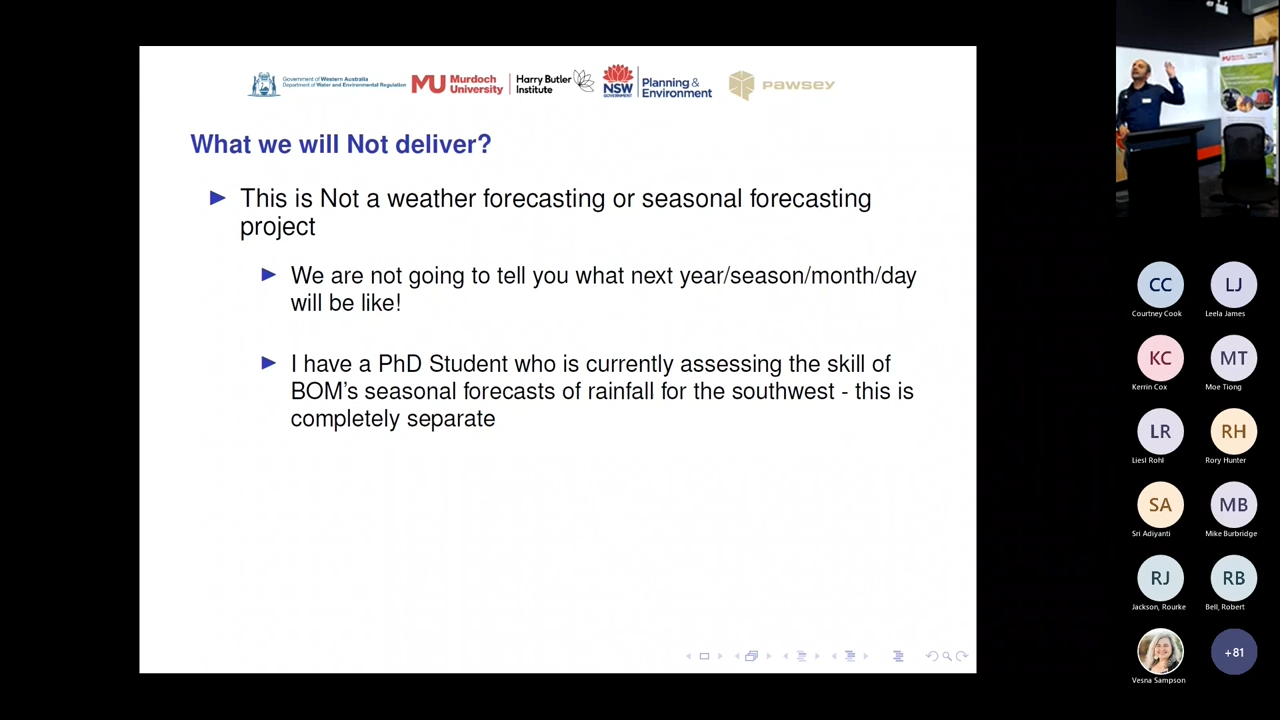 Government of Western Australia
Department of Water and Environmental Regulation
MU Murdoch University
Harry Butler Institute
NSW GOVERNMENT
Planning & Environment
PAWSEY
What we will Not deliver?
This is Not a weather forecasting or seasonal forecasting
project
We are not going to tell you what next year/season/month/day
will be like!
I have a PhD Student who is currently assessing the skill of
BOM's seasonal forecasts of rainfall for the southwest - this is
completely separate
CC
LJ
Courtney Cook
Leela James
KC
MT
Kerrin Cox
Moe Tiong
LR
RH
Liesl Rohl
Rory Hunter
SA
MB
Sri Adiyanti
Mike Burbridge
RJ
RB
Jackson, Rourke
Bell, Robert
+81
Vesna Sampson